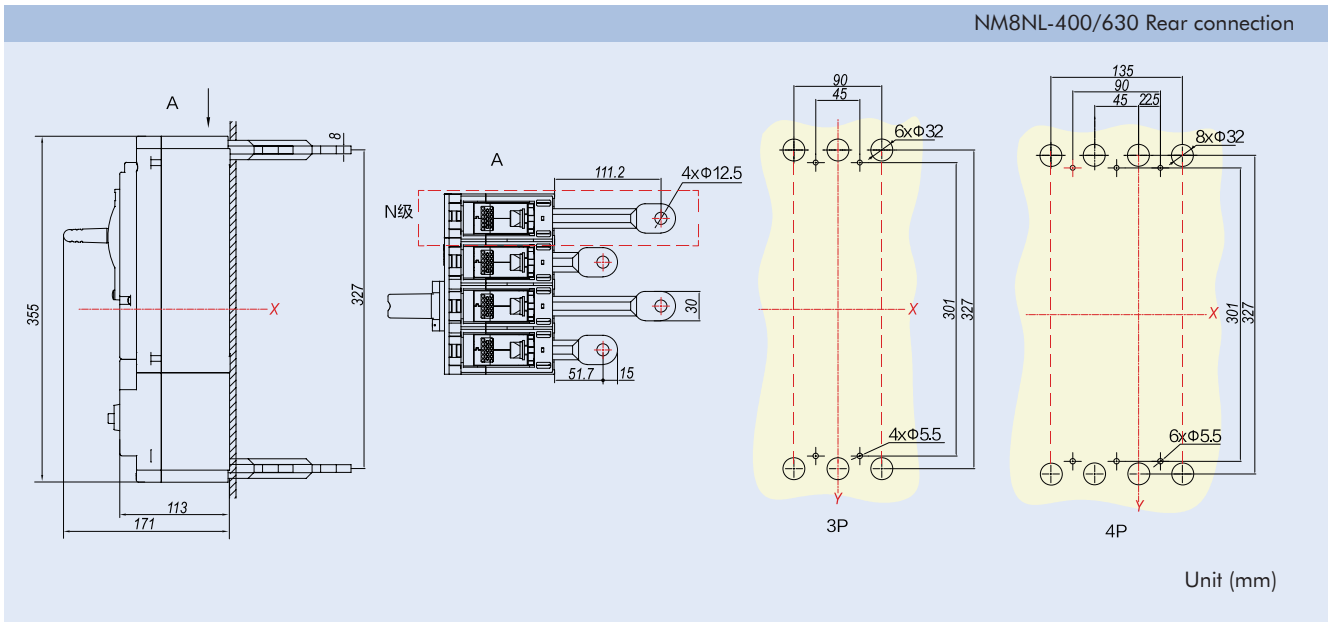 NM8NL-400/630 Rear connection
A
8
355
327
X
113
171
A
N级
111.2
4xΦ12.5
30
51.7
15
90
45
6xΦ32
X
301
327
4xΦ5.5
Y
3P
135
90
45
225
8xΦ32
X
301
327
6xΦ5.5
Y
4P
Unit (mm)